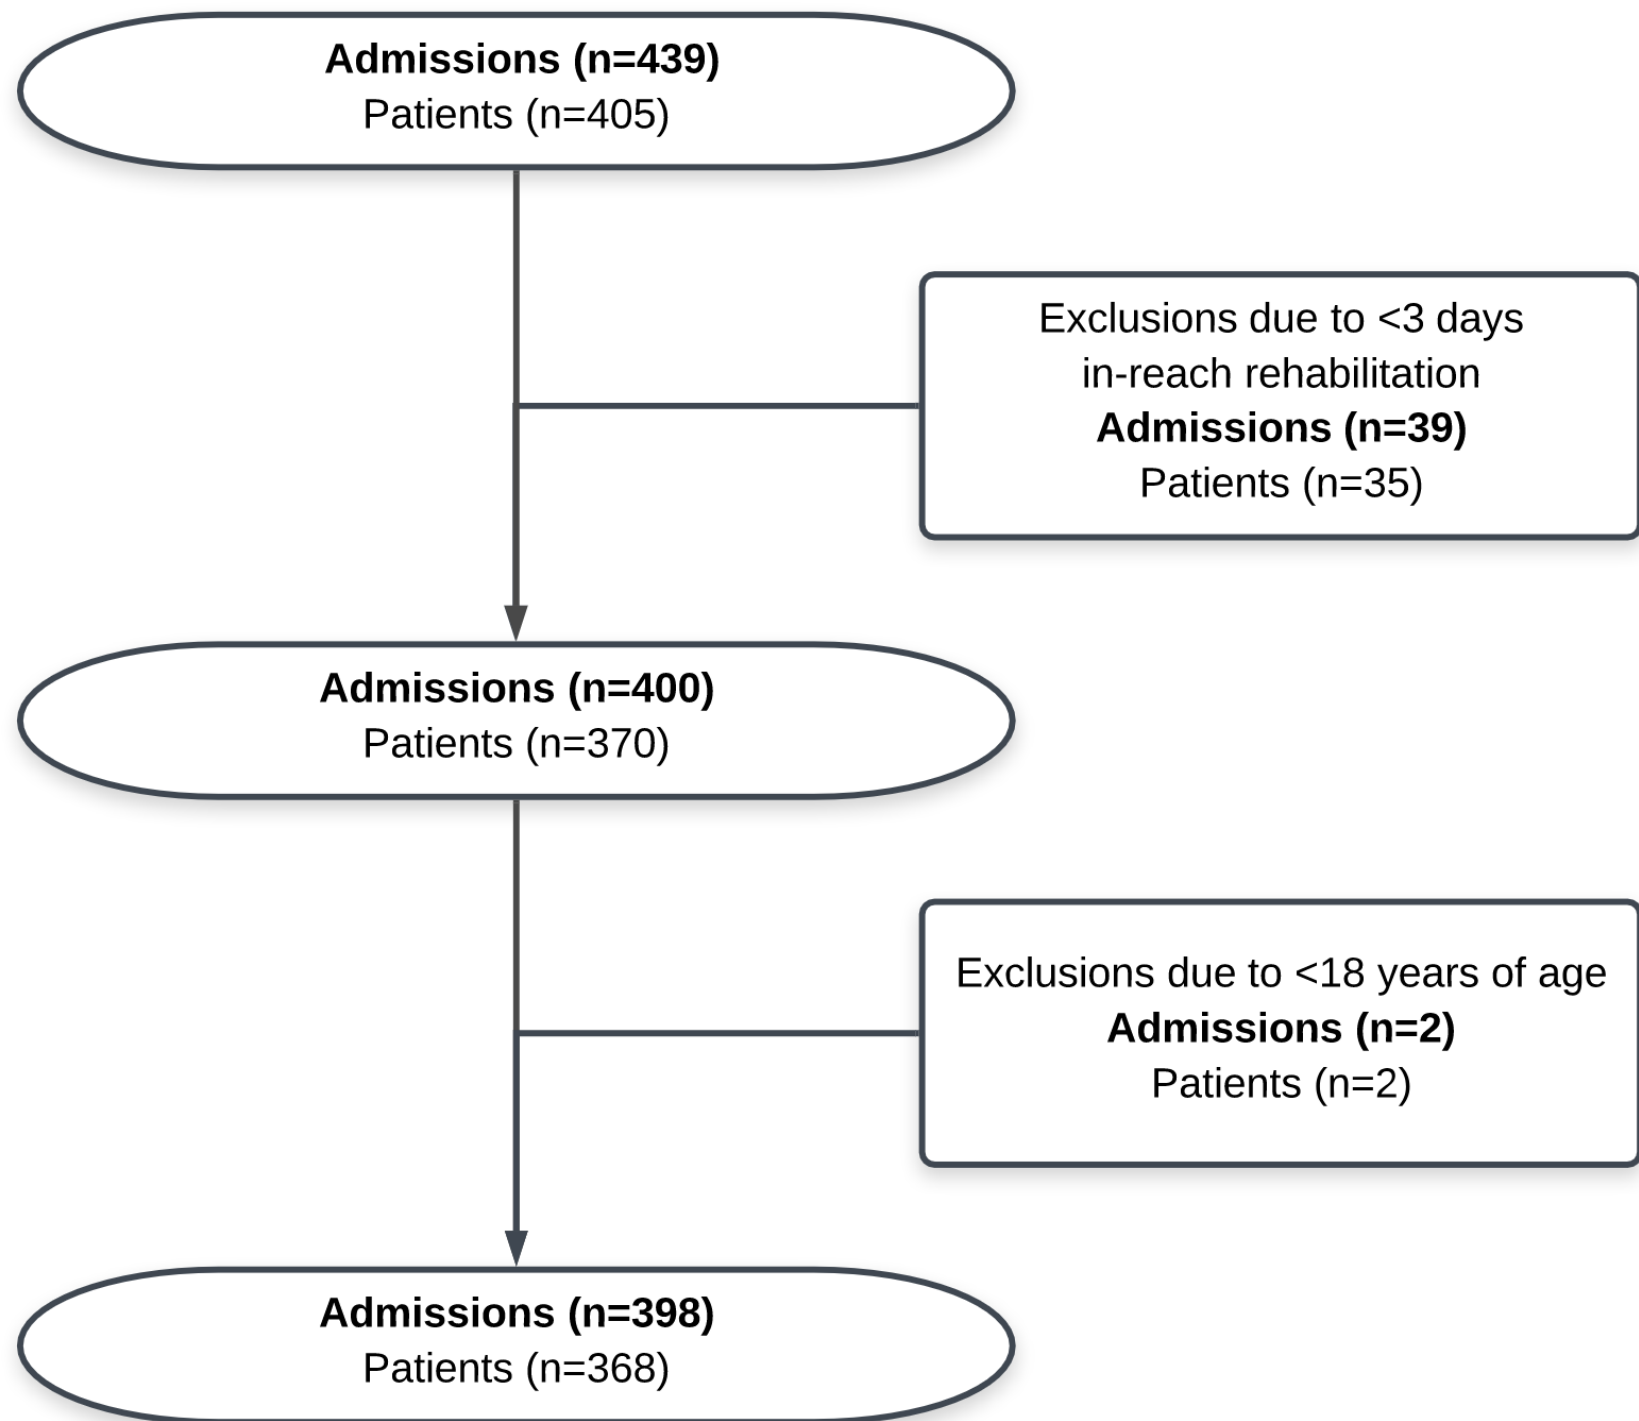 Admissions (n=439)
Patients (n=405)
Exclusions due to <3 days
in-reach rehabilitation
Admissions (n=39)
Patients (n=35)
Admissions (n=400)
Patients (n=370)
Exclusions due to <18 years of age
Admissions (n=2)
Patients (n=2)
Admissions (n=398)
Patients (n=368)